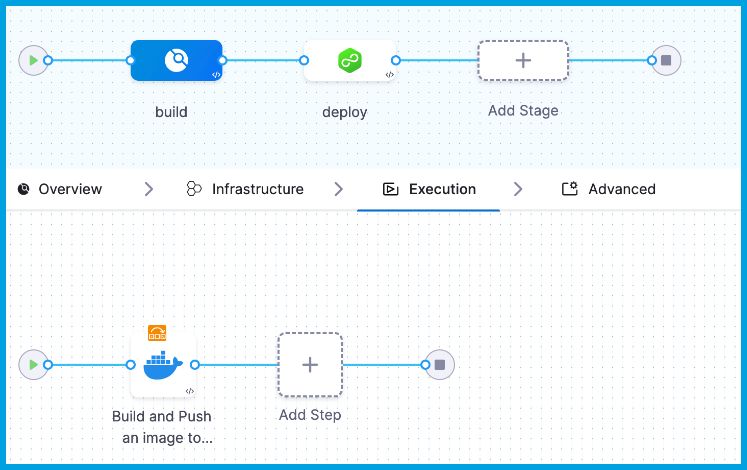 build
deploy
Add Stage
Overview
Infrastructure
Execution
Advanced
Build and Push
an image to...
Add Step